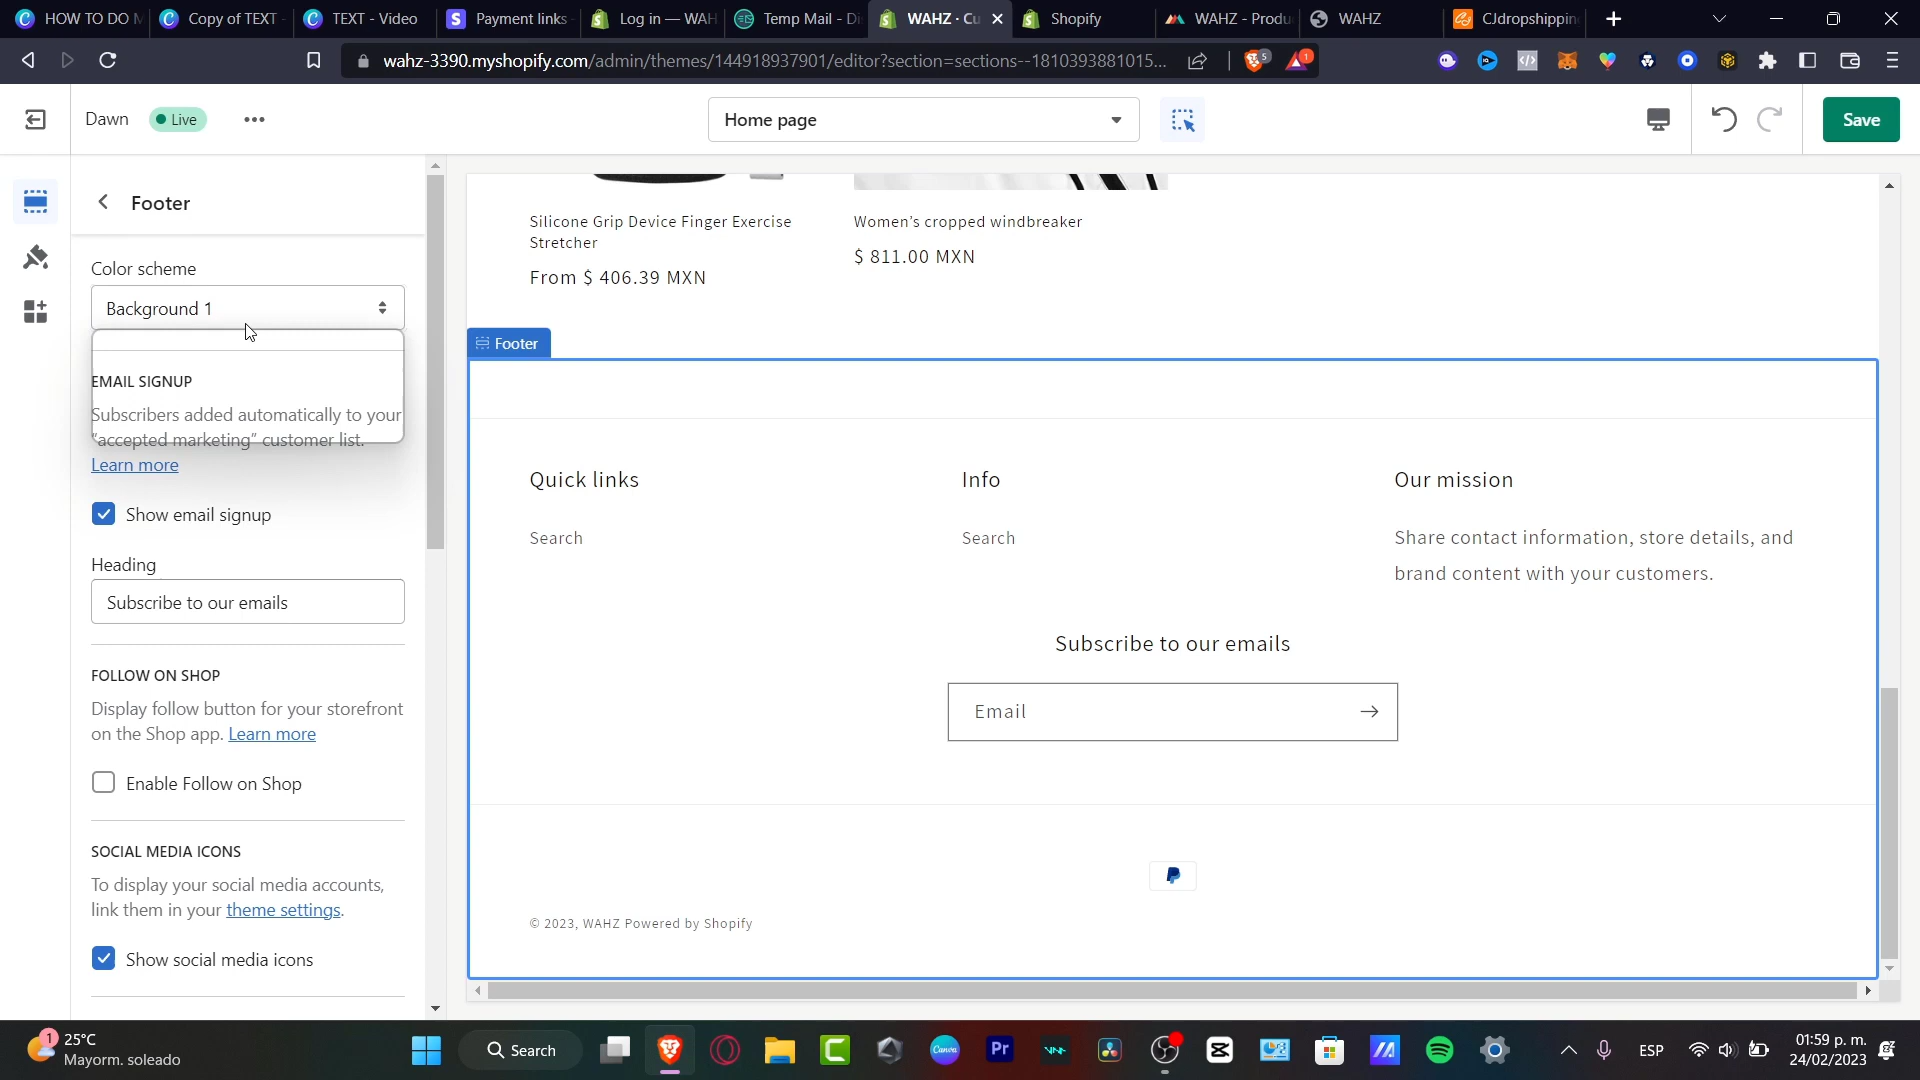 HOW TO DO
Copy of TEXT -
TEXT - Video
Payment links
Log in — WAH
Temp Mail - Di
WAHZ · Cu
Shopify
WAHZ - Produ
WAHZ
CJdropshippin
wahz-3390.myshopify.com/admin/themes/144918937901/editor?section=sections--1810393881015...
5
1
Dawn
Live
Home page
Save
Footer
Color scheme
Background 1
EMAIL SIGNUP
Subscribers added automatically to your
“accepted marketing” customer list.
Learn more
Show email signup
Heading
Subscribe to our emails
FOLLOW ON SHOP
Display follow button for your storefront
on the Shop app. Learn more
Enable Follow on Shop
SOCIAL MEDIA ICONS
To display your social media accounts,
link them in your theme settings.
Show social media icons
Silicone Grip Device Finger Exercise
Stretcher
From $ 406.39 MXN
Women’s cropped windbreaker
$ 811.00 MXN
Footer
Quick links
Search
Info
Search
Our mission
Share contact information, store details, and
brand content with your customers.
Subscribe to our emails
Email
© 2023, WAHZ Powered by Shopify
1
25°C
Mayorm. soleado
Search
Canva
Pr
ESP
01:59 p. m.
24/02/2023